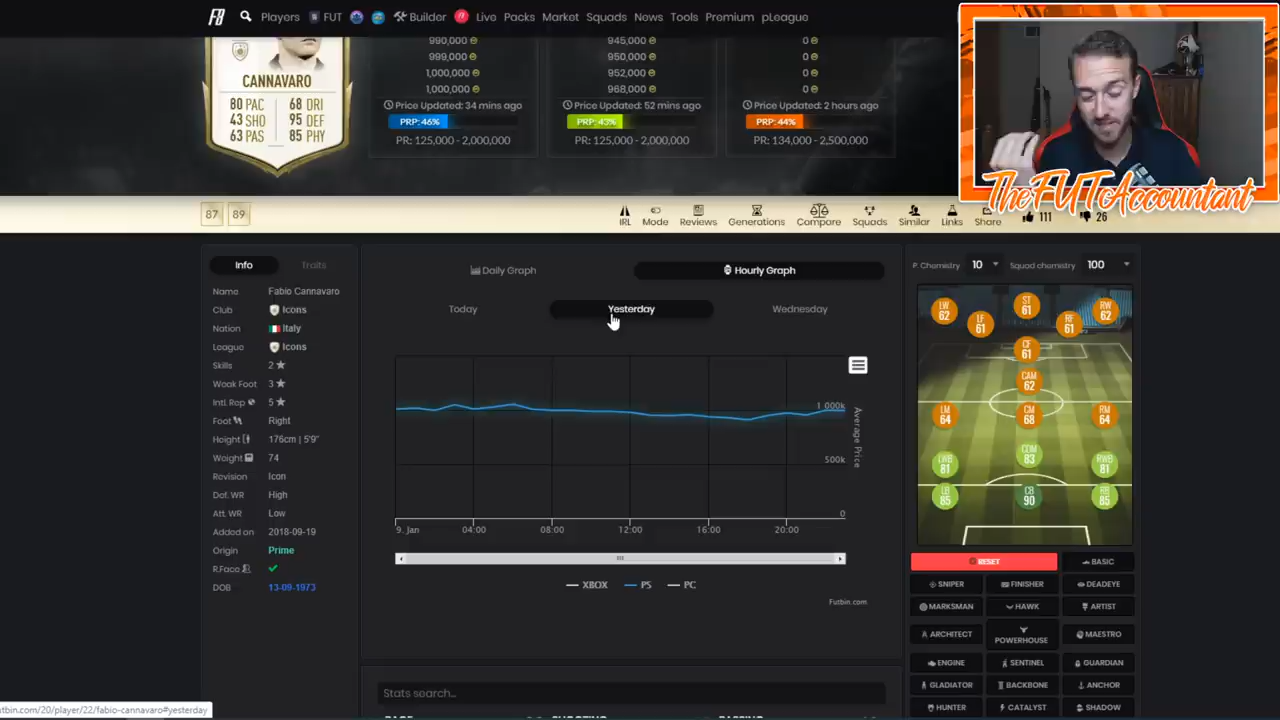 F8 Players FUT Builder Live Packs Market Squads News Tools Premium pLeague
CANNAVARO
80 PAC 68 DRI
43 SHO 95 DEF
63 PAS 85 PHY
990,000 945,000 0
999,000 950,000 0
1,000,000 952,000 0
1,000,000 968,000 0
Price Updated: 34 mins ago Price Updated: 52 mins ago Price Updated: 2 hours ago
PRP: 46% PRP: 43% PRP: 44%
PR: 125,000 - 2,000,000 PR: 125,000 - 2,000,000 PR: 134,000 - 2,500,000
TheFUTAccountant
87 89
IRL Mode Reviews Generations Compare Squads Similar Links Share 111 26
Info Traits
Name Fabio Cannavaro
Club Icons
Nation Italy
League Icons
Skills 2
Weak Foot 3
Intl. Rep 5
Foot Right
Height 176cm | 5'9"
Weight 74
Revision Icon
Def. WR High
Att. WR Low
Added on 2018-09-19
Origin Prime
R.Face
DOB 13-09-1973
Daily Graph Hourly Graph
Today Yesterday Wednesday
1 000k
500k
0
Average Price
9. Jan 04:00 08:00 12:00 16:00 20:00
XBOX PS PC
Futbin.com
Stats search...
P. Chemistry 10 Squad chemistry 100
LW 62 ST 61 RW 62
LF 61 RF 61
CF 61
CAM 62
LM 64 CM 68 RM 64
CDM 83
LWB 81 RWB 81
LB 85 CB 90 RB 85
RESET BASIC
SNIPER FINISHER DEADEYE
MARKSMAN HAWK ARTIST
ARCHITECT POWERHOUSE MAESTRO
ENGINE SENTINEL GUARDIAN
GLADIATOR BACKBONE ANCHOR
HUNTER CATALYST SHADOW
utbin.com/20/player/22/fabio-cannavaro#yesterday